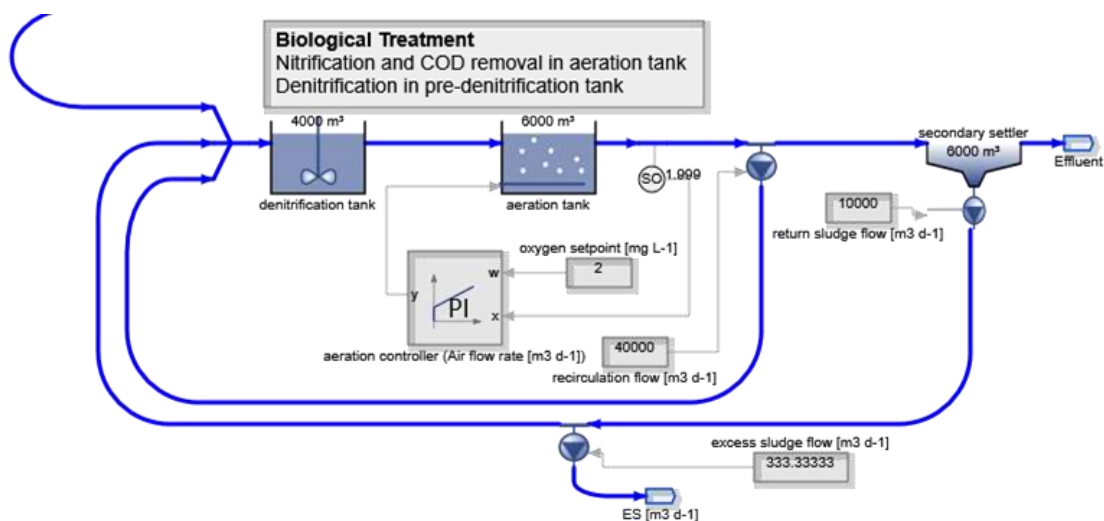 Biological Treatment
Nitrification and COD removal in aeration tank
Denitrification in pre-denitrification tank
4000 m³
6000 m³
denitrification tank
aeration tank
SO
1.999
secondary settler
6000 m³
Effluent
10000
return sludge flow [m3 d-1]
oxygen setpoint [mg L-1]
2
w
y
PI
x
aeration controller (Air flow rate [m3 d-1])
40000
recirculation flow [m3 d-1]
excess sludge flow [m3 d-1]
333.33333
ES [m3 d-1]